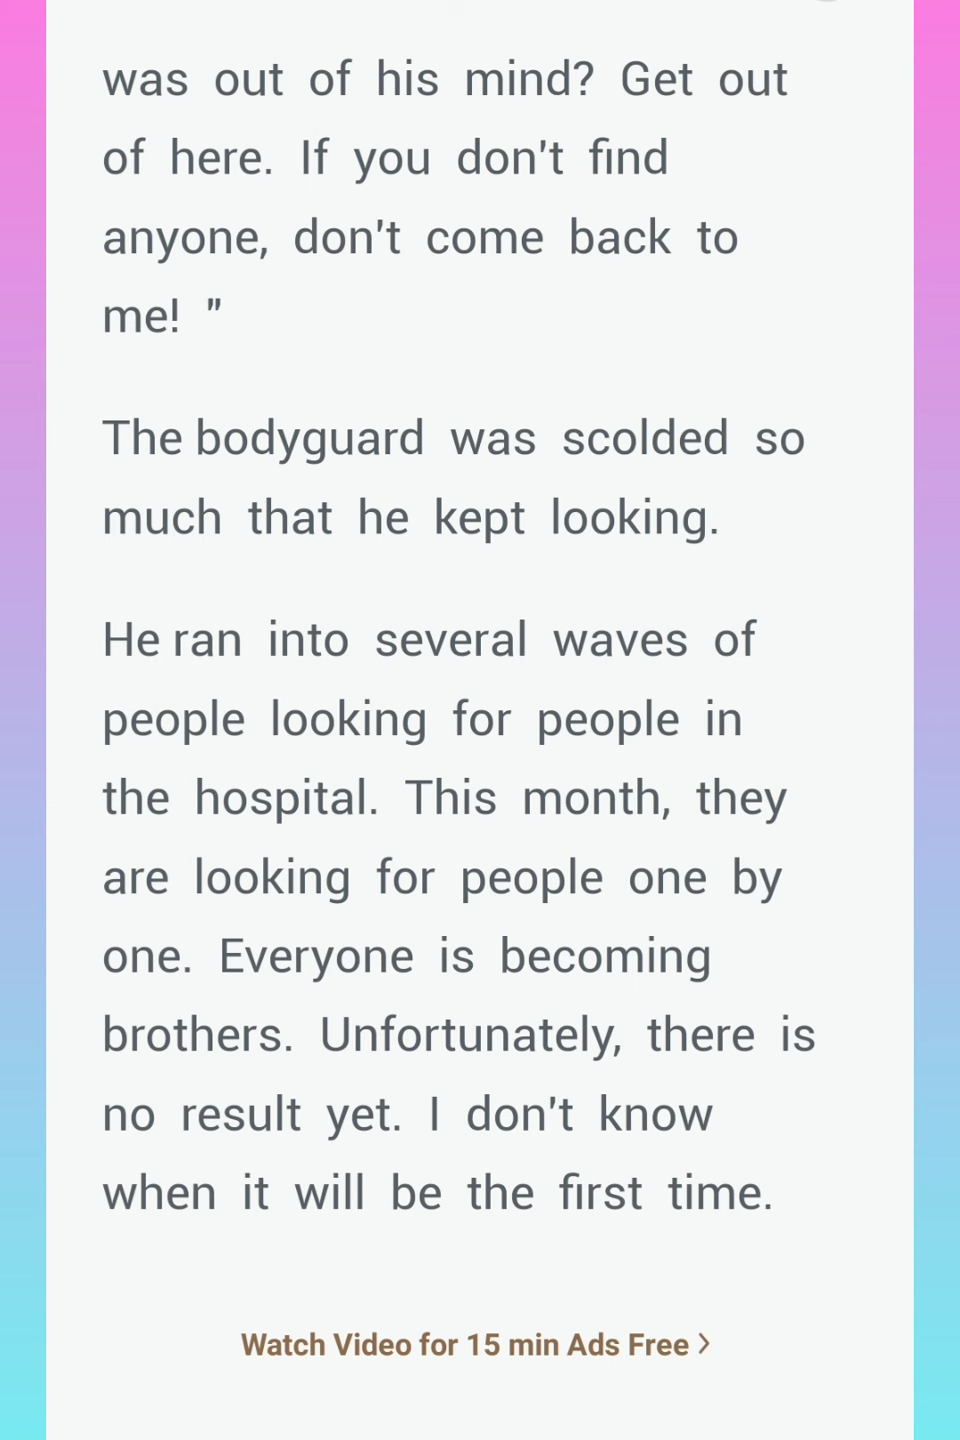 was out of his mind? Get out
of here. If you don't find
anyone, don't come back to
me! "
The bodyguard was scolded so
much that he kept looking.
He ran into several waves of
people looking for people in
the hospital. This month, they
are looking for people one by
one. Everyone is becoming
brothers. Unfortunately, there is
no result yet. I don't know
when it will be the first time.
Watch Video for 15 min Ads Free >